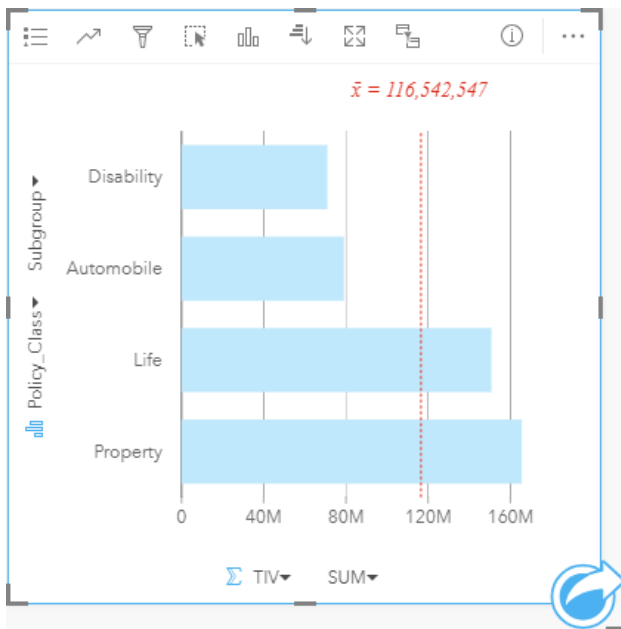 x̄ = 116,542,547
Subgroup
Policy_Class
Disability
Automobile
Life
Property
0 40M 80M 120M 160M
Σ TIV SUM